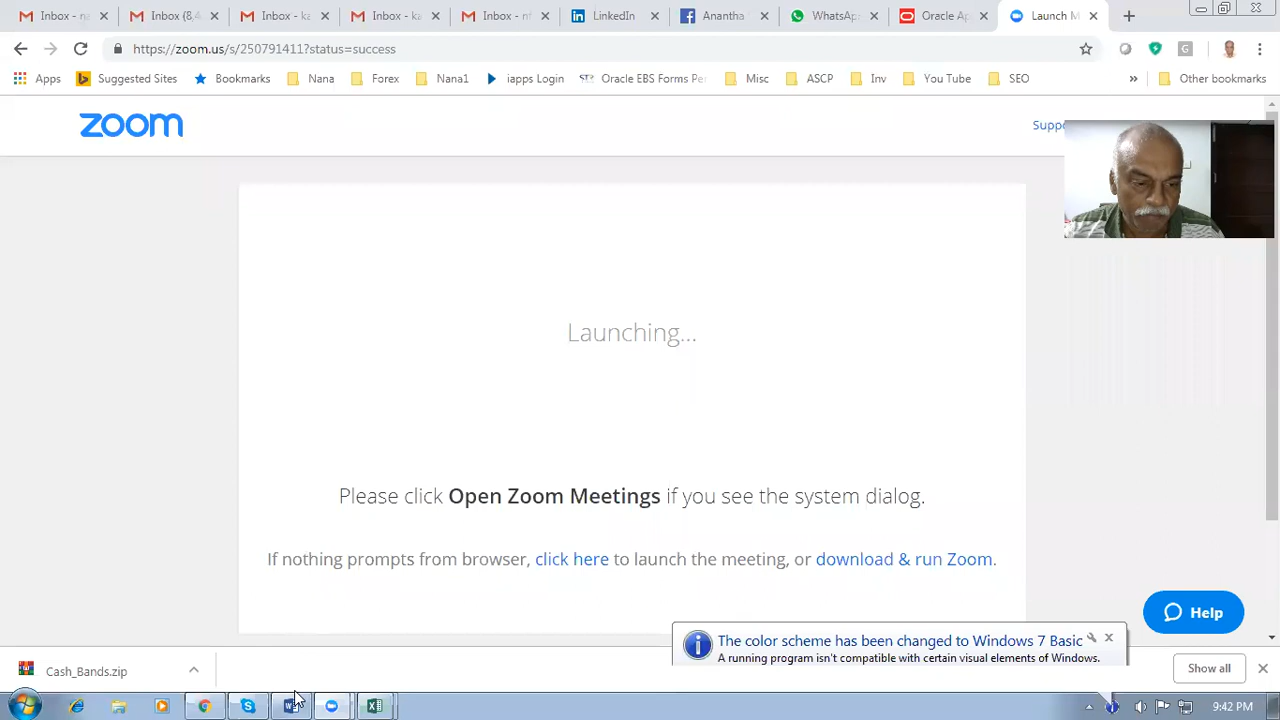 Inbox - na
Inbox (8,
Inbox - ka
Inbox - ka
Inbox - nf
LinkedIn
Anantha
WhatsAp
Oracle Ap
Launch M
https://zoom.us/s/250791411?status=success
Apps
Suggested Sites
Bookmarks
Nana
Forex
Nana1
iapps Login
Oracle EBS Forms Pe
Misc
ASCP
Inv
You Tube
SEO
Other bookmarks
zoom
Suppo
Launching...
Please click Open Zoom Meetings if you see the system dialog.
If nothing prompts from browser, click here to launch the meeting, or download & run Zoom.
Help
The color scheme has been changed to Windows 7 Basic
A running program isn't compatible with certain visual elements of Windows.
Cash_Bands.zip
Show all
9:42 PM